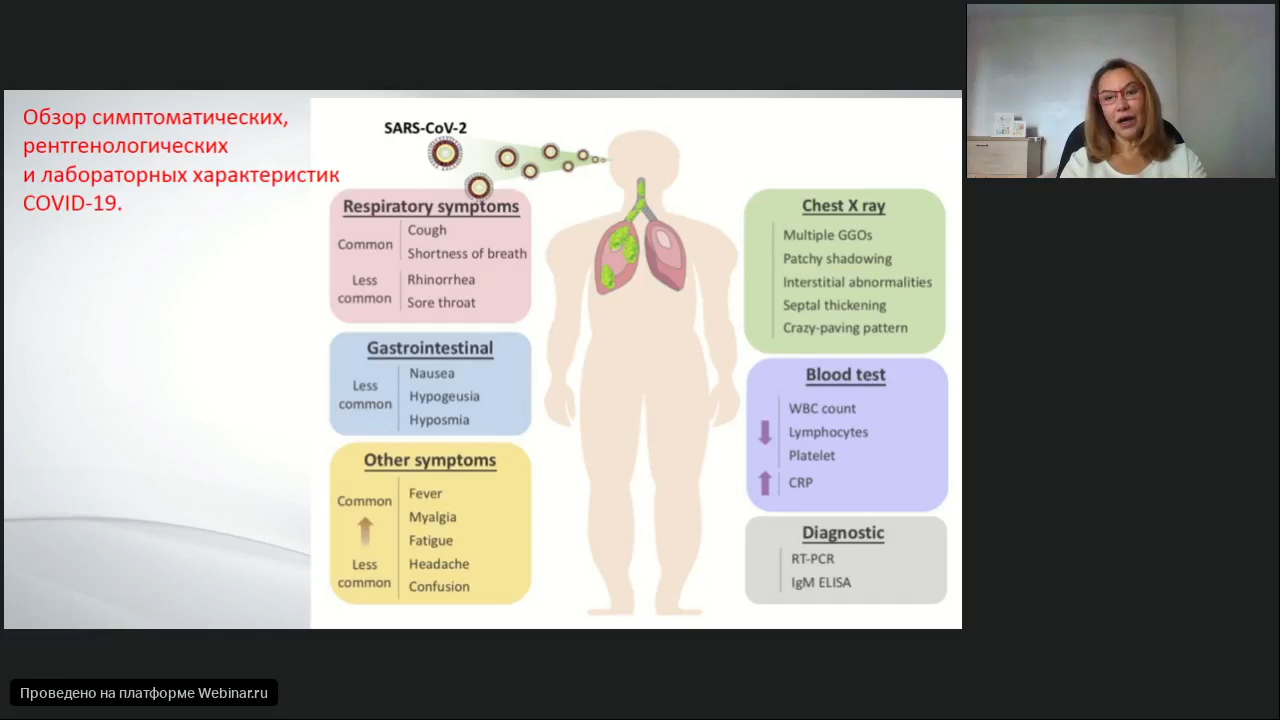 Обзор симптоматических,
рентгенологических
и лабораторных характеристик
COVID-19.
SARS-CoV-2
Respiratory symptoms
Common
Cough
Shortness of breath
Less
common
Rhinorrhea
Sore throat
Gastrointestinal
Less
common
Nausea
Hypogeusia
Hyposmia
Other symptoms
Common
Less
common
Fever
Myalgia
Fatigue
Headache
Confusion
Chest X ray
Multiple GGOs
Patchy shadowing
Interstitial abnormalities
Septal thickening
Crazy-paving pattern
Blood test
WBC count
Lymphocytes
Platelet
CRP
Diagnostic
RT-PCR
IgM ELISA
Проведено на платформе Webinar.ru